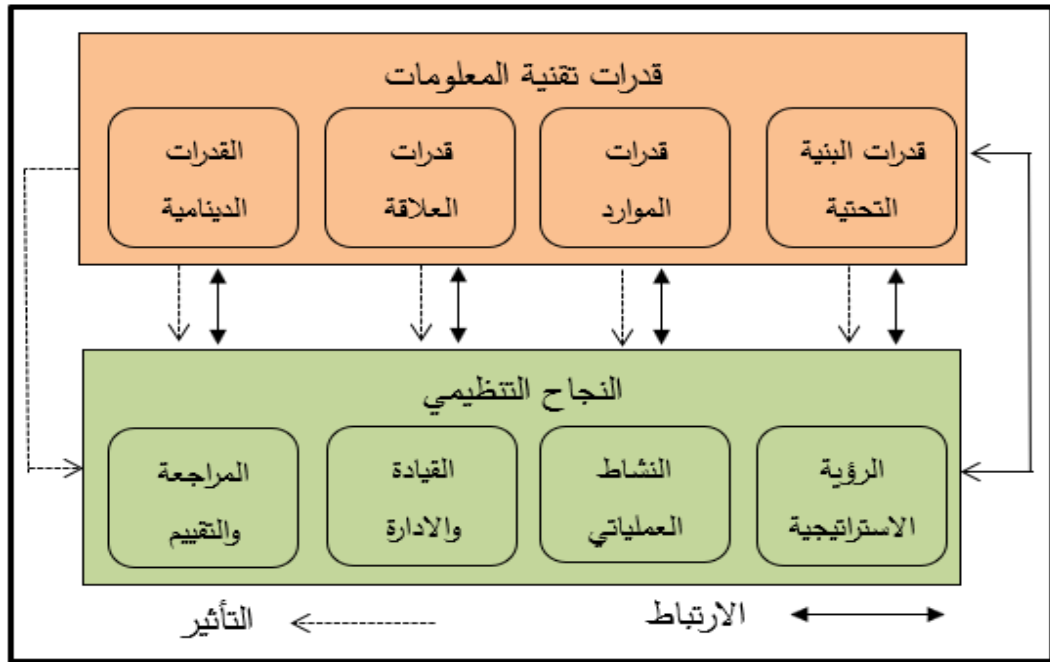 قدرات تقنية المعلومات
قدرات البنية
التحتية
قدرات
الموارد
قدرات
العلاقة
القدرات
الدينامية
النجاح التنظيمي
الرؤية
الاستراتيجية
النشاط
العملياتي
القيادة
والادارة
المراجعة
والتقييم
الارتباط
التأثير